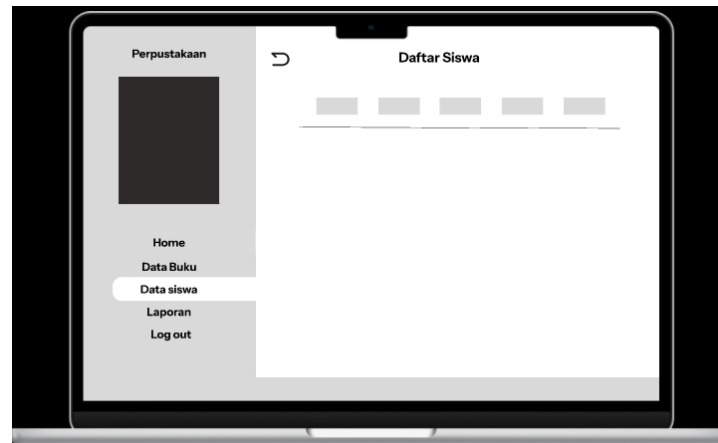 Perpustakaan
Daftar Siswa
Home
Data Buku
Data siswa
Laporan
Log out